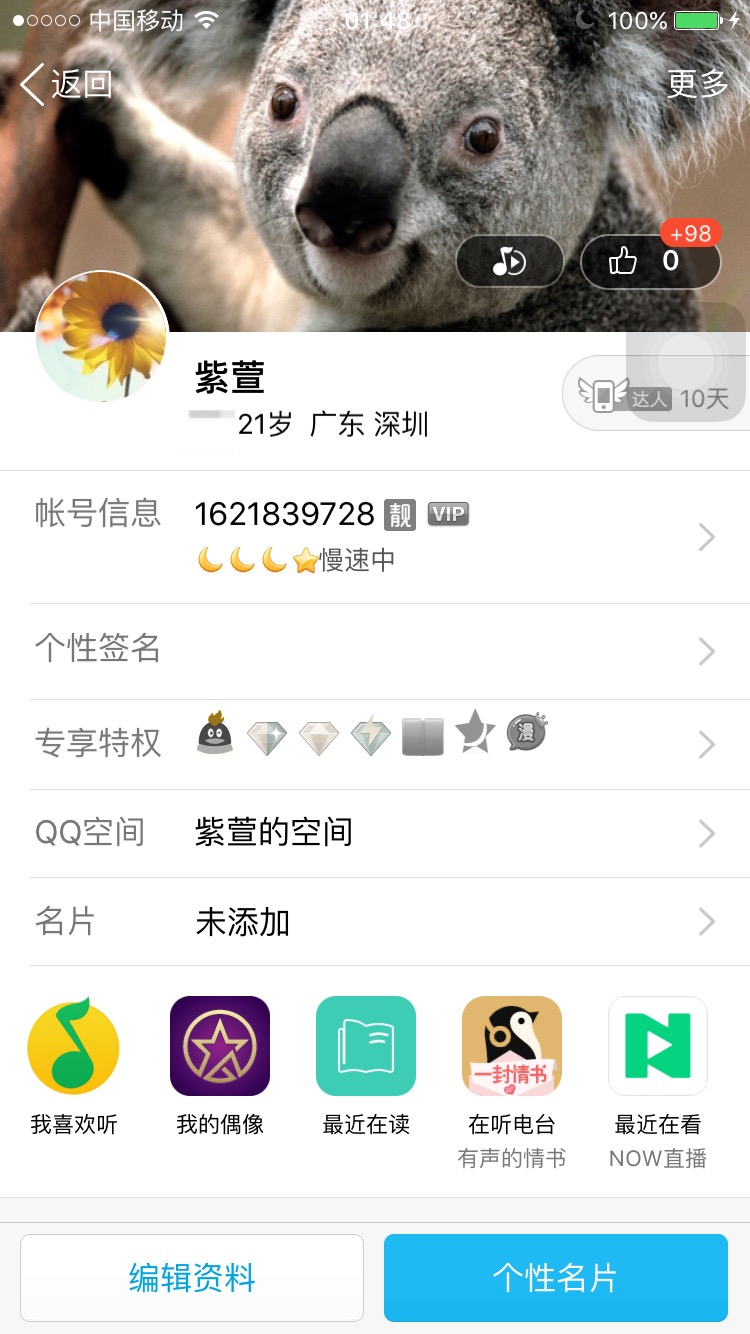 中国移动 01:48 100%
返回 更多
+98
0
紫萱
21岁 广东 深圳
达人 10天
帐号信息 1621839728 靓 VIP
慢速中
个性签名
专享特权 漫
QQ空间 紫萱的空间
名片 未添加
一封情书
我喜欢听 我的偶像 最近在读 在听电台 最近在看
有声的情书 NOW直播
编辑资料 个性名片